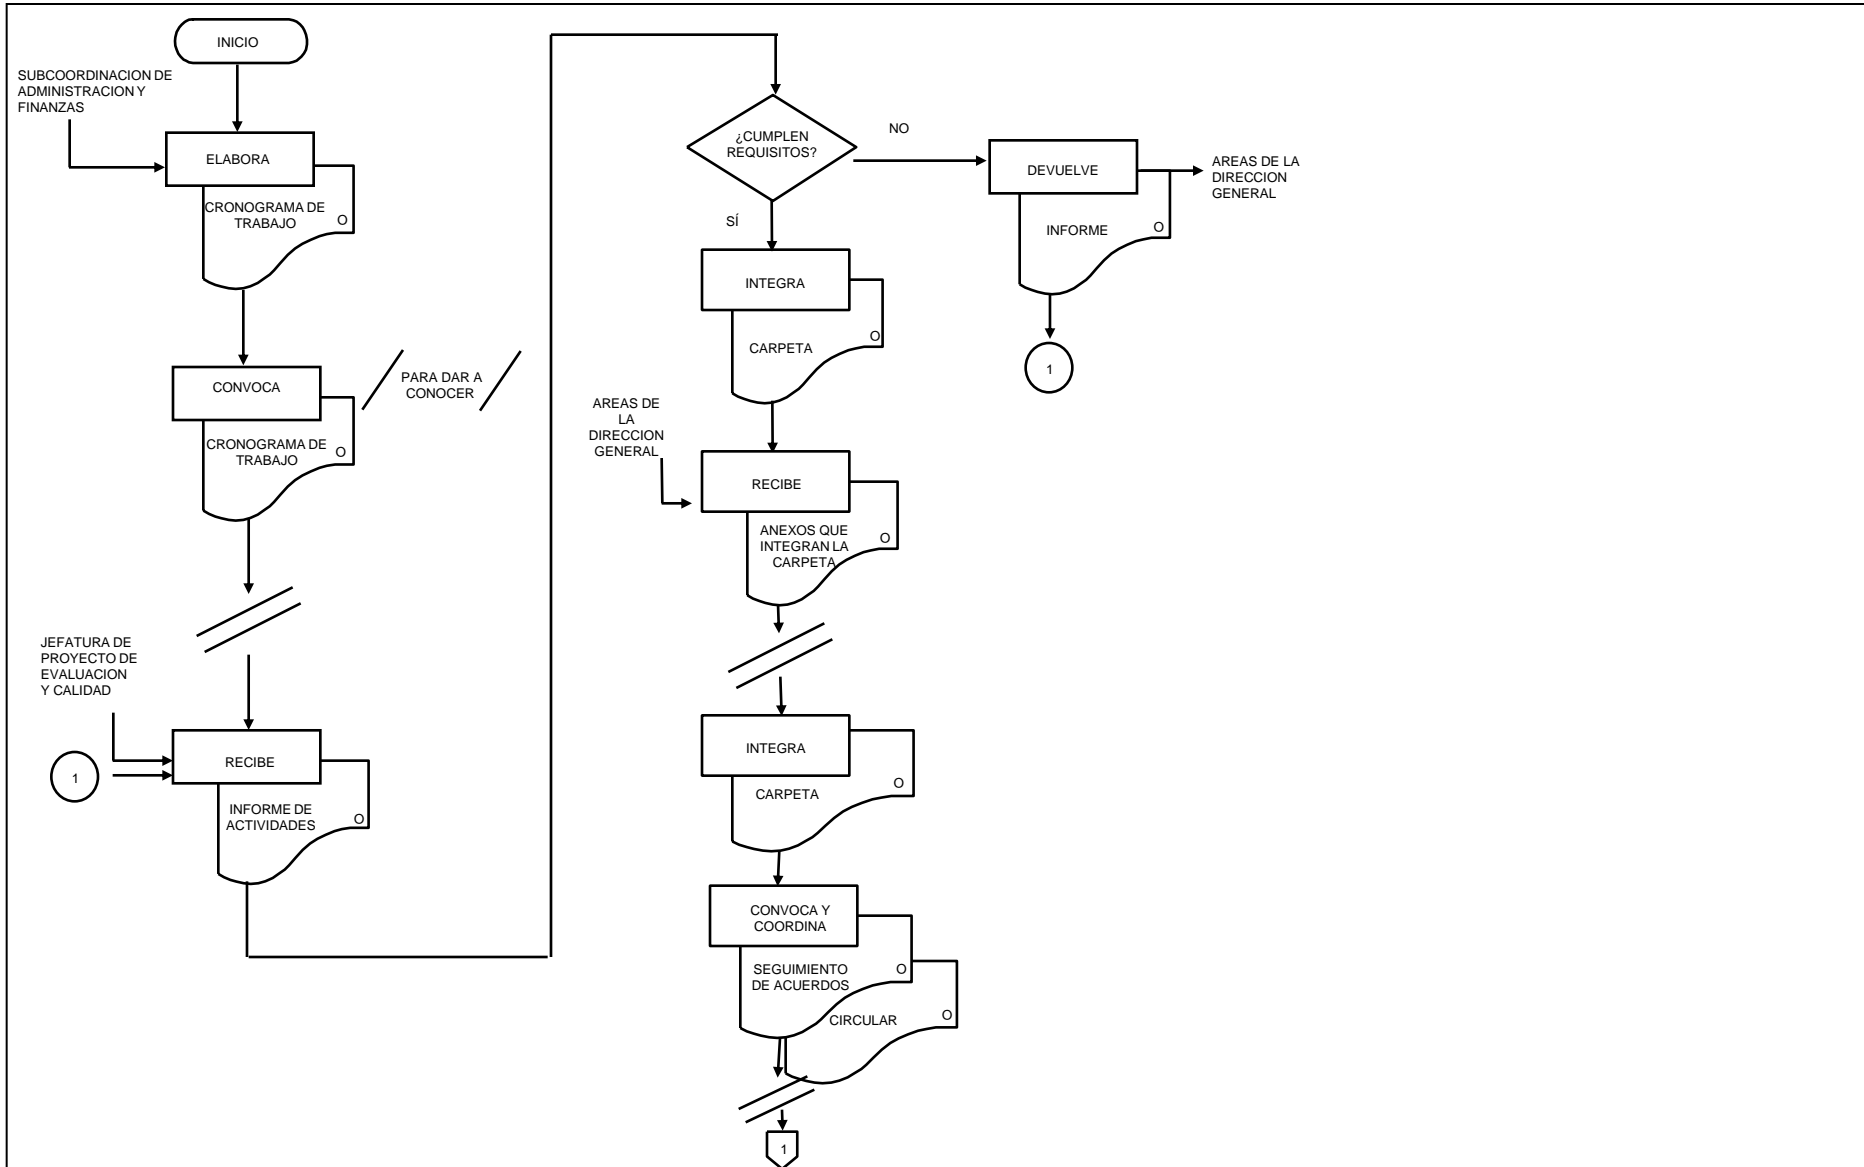 INICIO
SUBCOORDINACION DE
ADMINISTRACION Y
FINANZAS
ELABORA
CRONOGRAMA DE
TRABAJO
O
CONVOCA
PARA DAR A
CONOCER
CRONOGRAMA DE
TRABAJO
O
JEFATURA DE
PROYECTO DE
EVALUACION
Y CALIDAD
1
RECIBE
INFORME DE
ACTIVIDADES
O
¿CUMPLEN
REQUISITOS?
NO
SÍ
DEVUELVE
AREAS DE LA
DIRECCION
GENERAL
INFORME
O
1
INTEGRA
CARPETA
O
AREAS DE
LA
DIRECCION
GENERAL
RECIBE
ANEXOS QUE
INTEGRAN LA
CARPETA
O
INTEGRA
CARPETA
O
CONVOCA Y
COORDINA
SEGUIMIENTO
DE ACUERDOS
O
CIRCULAR
O
1